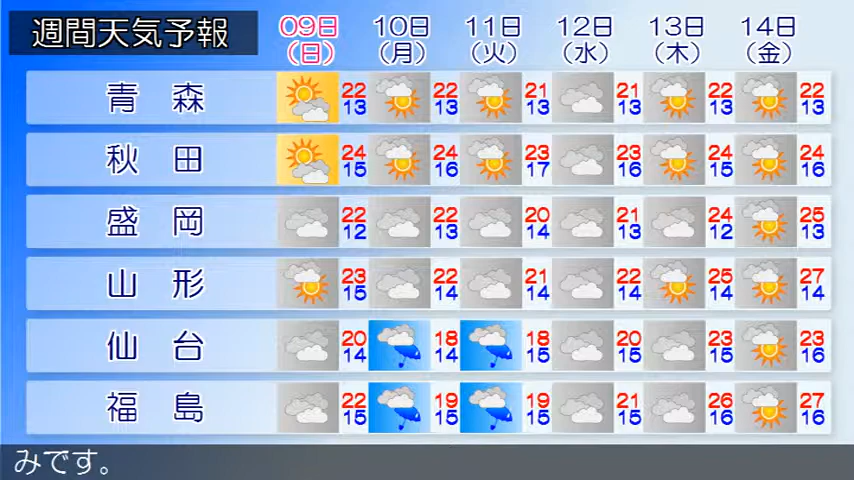 週間天気予報 09日 10日 11日 12日 13日 14日
(日) (月) (火) (水) (木) (金)
青森 22 22 21 21 22 22
13 13 13 13 13 13
秋田 24 24 23 23 24 24
15 16 17 16 15 16
盛岡 22 22 20 21 24 25
12 13 14 13 12 13
山形 23 22 21 22 25 27
15 14 14 14 14 14
仙台 20 18 18 20 23 23
14 14 15 15 15 16
福島 22 19 19 21 26 27
15 15 15 15 16 16
みです。